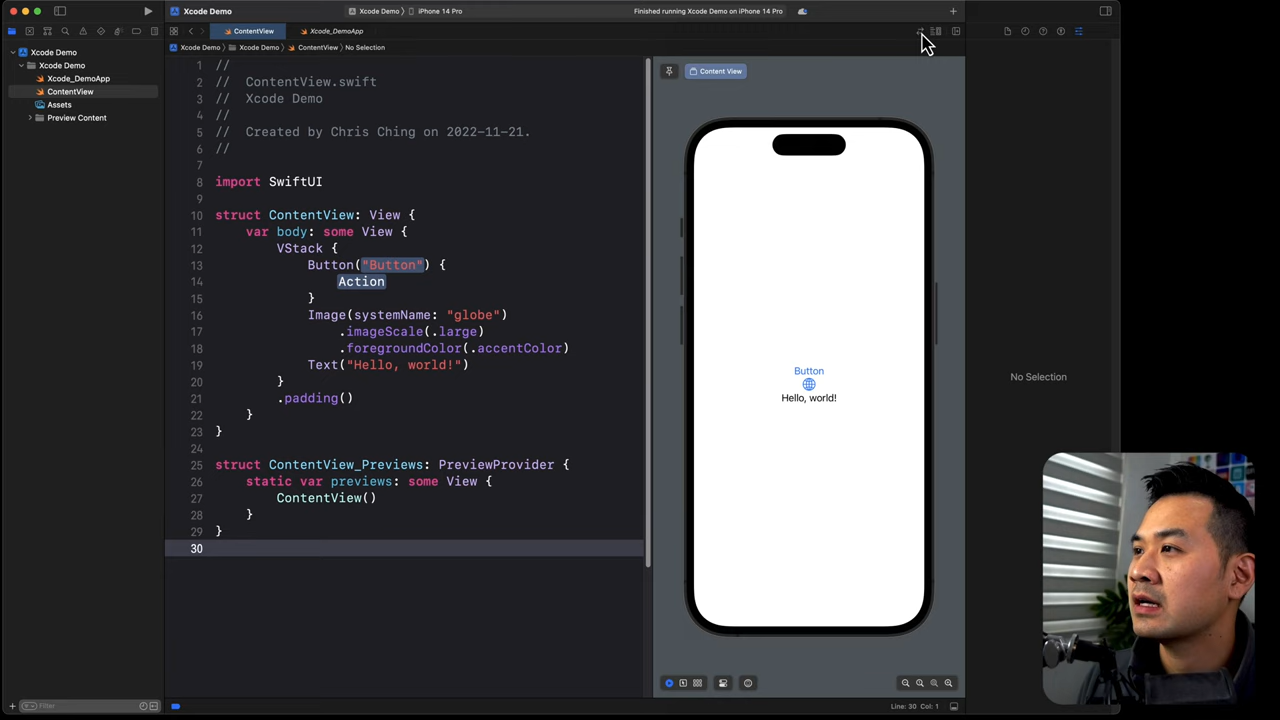 Xcode Demo
Xcode Demo
iPhone 14 Pro
Finished running Xcode Demo on iPhone 14 Pro
ContentView
Xcode_DemoApp
Xcode Demo
Xcode Demo
ContentView
No Selection
Xcode Demo
Xcode Demo
Xcode_DemoApp
ContentView
Assets
Preview Content
1 //
2 // ContentView.swift
3 // Xcode Demo
4 //
5 // Created by Chris Ching on 2022-11-21.
6 //
7
8 import SwiftUI
9
10 struct ContentView: View {
11 var body: some View {
12 VStack {
13 Button("Button") {
14 Action
15 }
16 Image(systemName: "globe")
17 .imageScale(.large)
18 .foregroundColor(.accentColor)
19 Text("Hello, world!")
20 }
21 .padding()
22 }
23 }
24
25 struct ContentView_Previews: PreviewProvider {
26 static var previews: some View {
27 ContentView()
28 }
29 }
30
Content View
Button
Hello, world!
No Selection
Filter
Line: 30 Col: 1